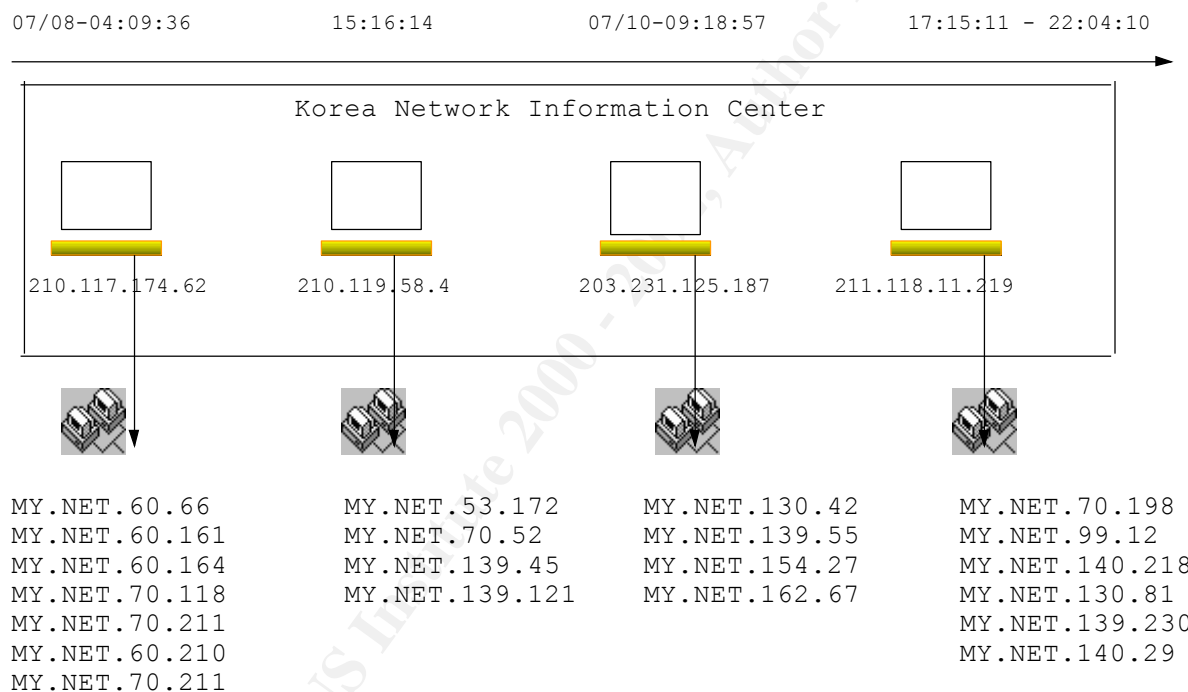 07/08-04:09:36 15:16:14 07/10-09:18:57 17:15:11 - 22:04:10
Korea Network Information Center
210.117.174.62 210.119.58.4 203.231.125.187 211.118.11.219
MY.NET.60.66 MY.NET.53.172 MY.NET.130.42 MY.NET.70.198
MY.NET.60.161 MY.NET.70.52 MY.NET.139.55 MY.NET.99.12
MY.NET.60.164 MY.NET.139.45 MY.NET.154.27 MY.NET.140.218
MY.NET.70.118 MY.NET.139.121 MY.NET.162.67 MY.NET.130.81
MY.NET.70.211 MY.NET.139.230
MY.NET.60.210 MY.NET.140.29
MY.NET.70.211
NS Institute 2000 - 200 , Author